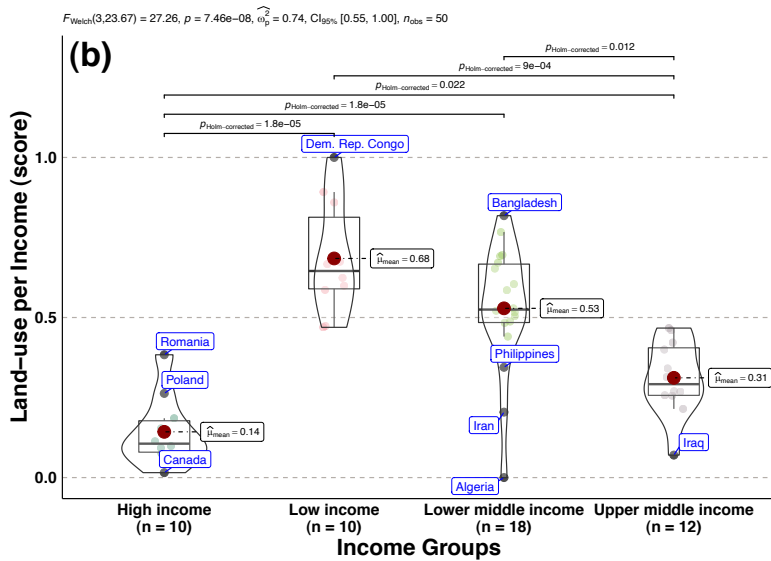 F_Welch(3,23.67) = 27.26, p = 7.46e−08, ω̂²_p = 0.74, CI_95% [0.55, 1.00], n_obs = 50
(b)
p_Holm−corrected = 0.012
p_Holm−corrected = 9e−04
p_Holm−corrected = 0.022
p_Holm−corrected = 1.8e−05
p_Holm−corrected = 1.8e−05
Land−use per Income (score)
1.0
0.5
0.0
Dem. Rep. Congo
Bangladesh
μ̂_mean = 0.68
μ̂_mean = 0.53
Romania
Philippines
Poland
μ̂_mean = 0.31
μ̂_mean = 0.14
Iran
Canada
Iraq
Algeria
High income
(n = 10)
Low income
(n = 10)
Lower middle income
(n = 18)
Upper middle income
(n = 12)
Income Groups